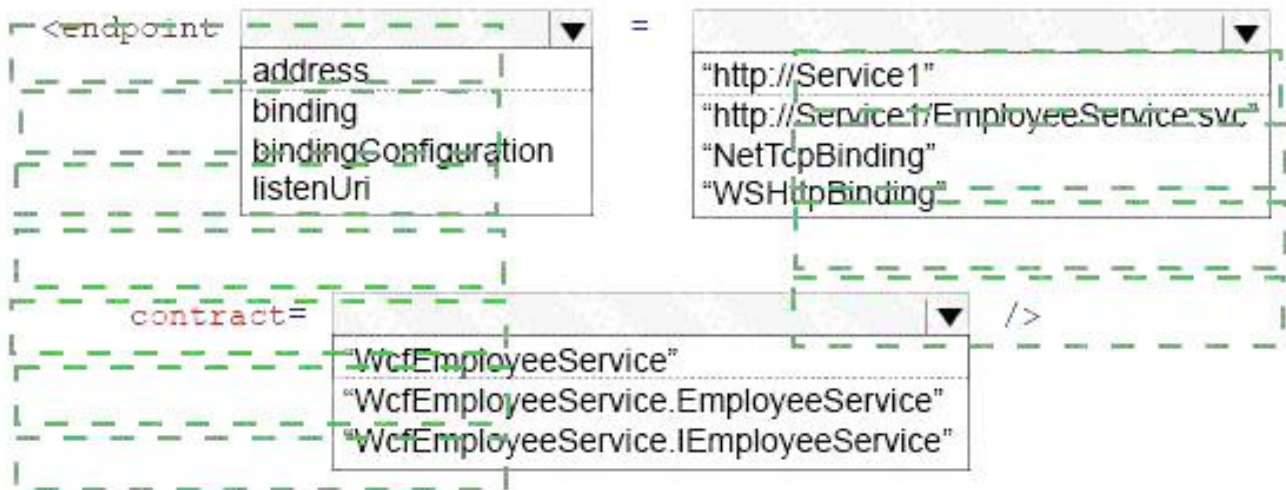 <endpoint =
address
binding
bindingConfiguration
listenUri
“http://Service1”
“http://Service1/EmployeeService.svc”
“NetTcpBinding”
“WSHttpBinding”
contract= />
“WcfEmployeeService”
“WcfEmployeeService.EmployeeService”
“WcfEmployeeService.IEmployeeService”